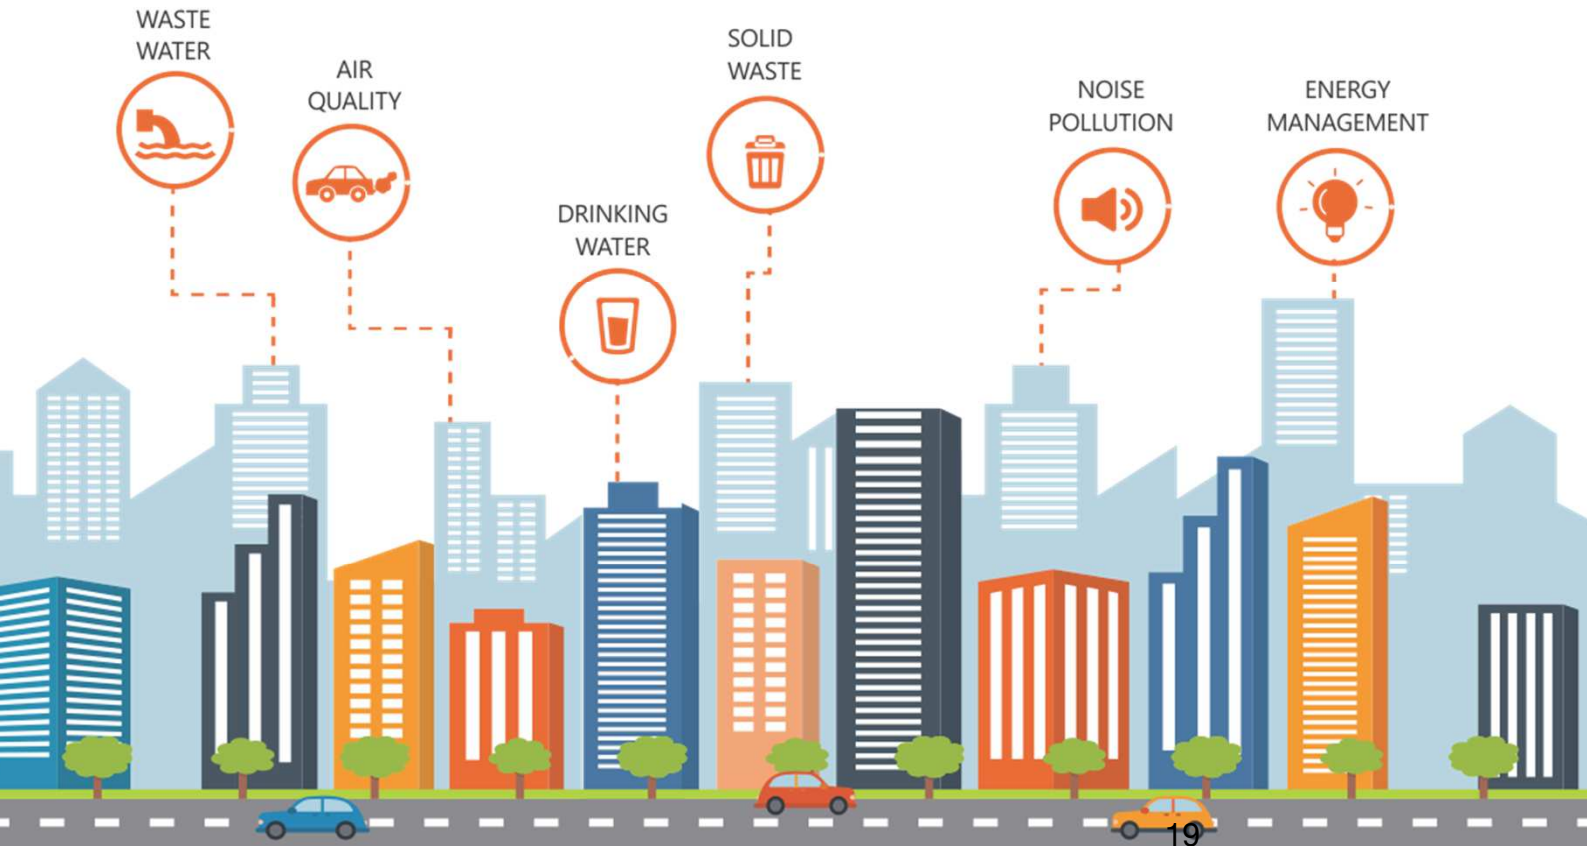 WASTE
WATER
AIR
QUALITY
DRINKING
WATER
SOLID
WASTE
NOISE
POLLUTION
ENERGY
MANAGEMENT
19